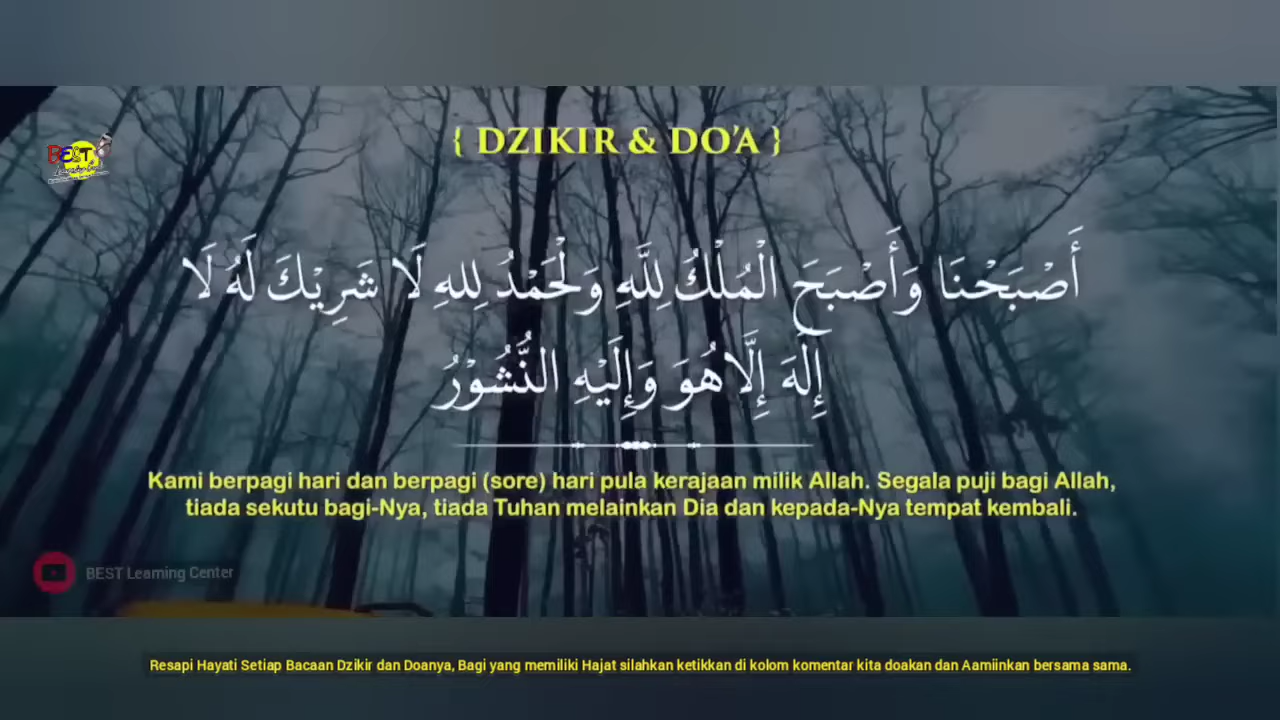 BEST
{ DZIKIR & DO'A }
أَصْبَحْنَا وَأَصْبَحَ الْمُلْكُ لِلَّهِ وَلْحَمْدُ لِلهِ لَا شَرِيْكَ لَهُ لَا
إِلَهَ إِلَّا هُوَ وَإِلَيْهِ النُّشُوْرُ
Kami berpagi hari dan berpagi (sore) hari pula kerajaan milik Allah. Segala puji bagi Allah,
tiada sekutu bagi-Nya, tiada Tuhan melainkan Dia dan kepada-Nya tempat kembali.
BEST Learning Center
Resapi Hayati Setiap Bacaan Dzikir dan Doanya, Bagi yang memiliki Hajat silahkan ketikkan di kolom komentar kita doakan dan Aamiinkan bersama sama.